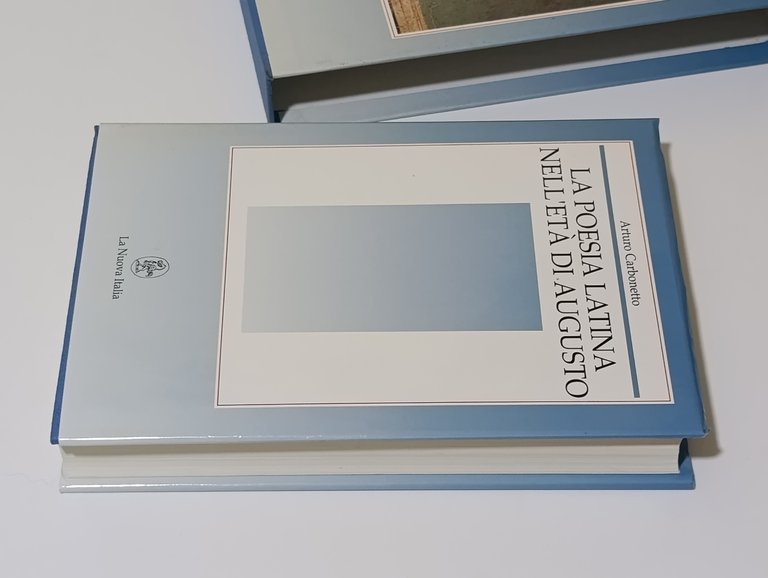 Arturo Carbonetto
LA POESIA LATINA
NELL'ETÀ DI AUGUSTO
La Nuova Italia